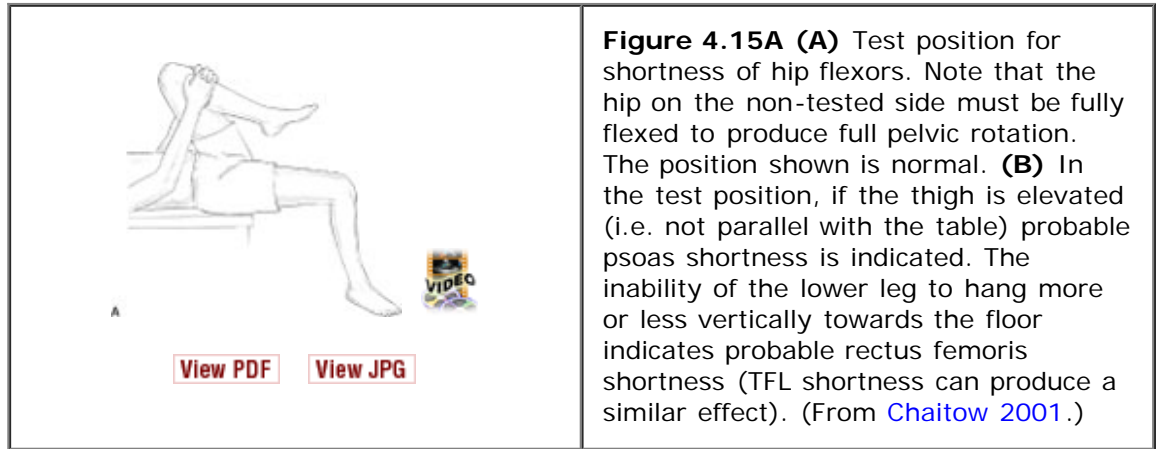 A
VIDEO
View PDF View JPG
Figure 4.15A (A) Test position for
shortness of hip flexors. Note that the
hip on the non-tested side must be fully
flexed to produce full pelvic rotation.
The position shown is normal. (B) In
the test position, if the thigh is elevated
(i.e. not parallel with the table) probable
psoas shortness is indicated. The
inability of the lower leg to hang more
or less vertically towards the floor
indicates probable rectus femoris
shortness (TFL shortness can produce a
similar effect). (From Chaitow 2001.)